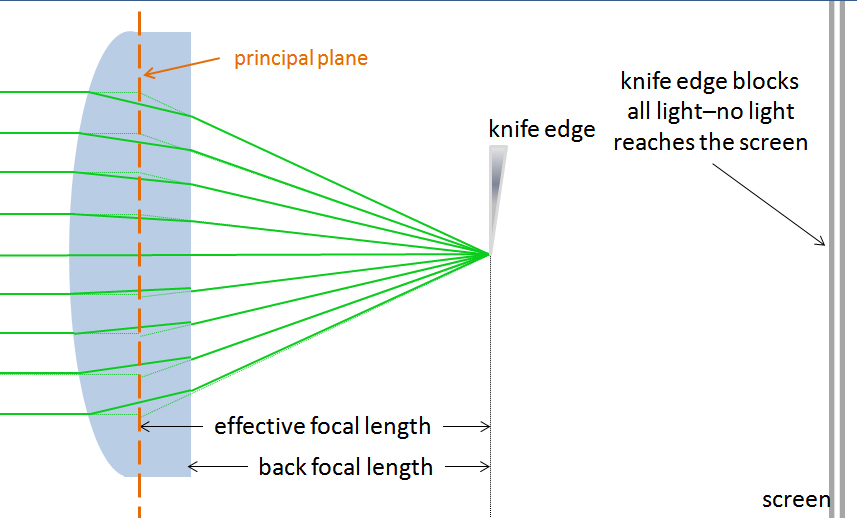 principal plane
knife edge blocks
all light–no light
reaches the screen
knife edge
effective focal length
back focal length
screen